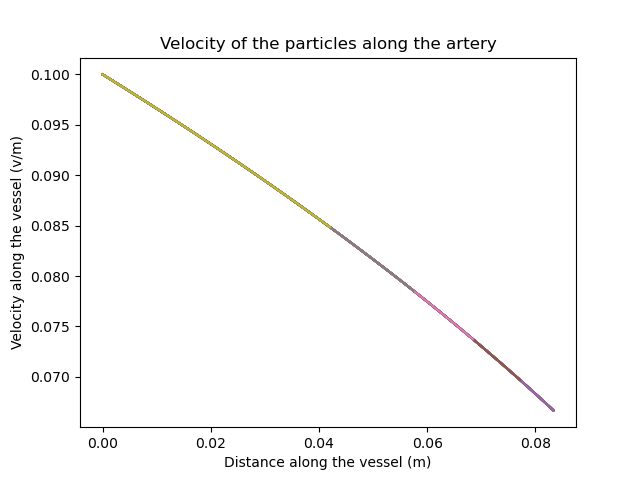 Velocity of the particles along the artery
0.100
0.095
0.090
0.085
0.080
0.075
0.070
Velocity along the vessel (v/m)
0.00 0.02 0.04 0.06 0.08
Distance along the vessel (m)